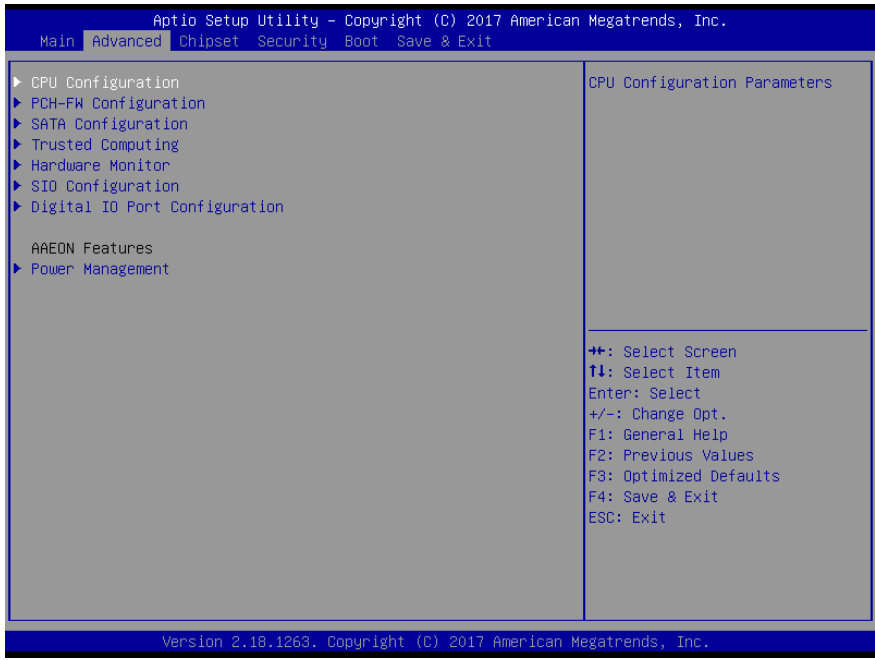 Aptio Setup Utility – Copyright (C) 2017 American Megatrends, Inc.
Main Advanced Chipset Security Boot Save & Exit
CPU Configuration
PCH-FW Configuration
SATA Configuration
Trusted Computing
Hardware Monitor
SIO Configuration
Digital IO Port Configuration
AAEON Features
Power Management
CPU Configuration Parameters
→←: Select Screen
↑↓: Select Item
Enter: Select
+/-: Change Opt.
F1: General Help
F2: Previous Values
F3: Optimized Defaults
F4: Save & Exit
ESC: Exit
Version 2.18.1263. Copyright (C) 2017 American Megatrends, Inc.